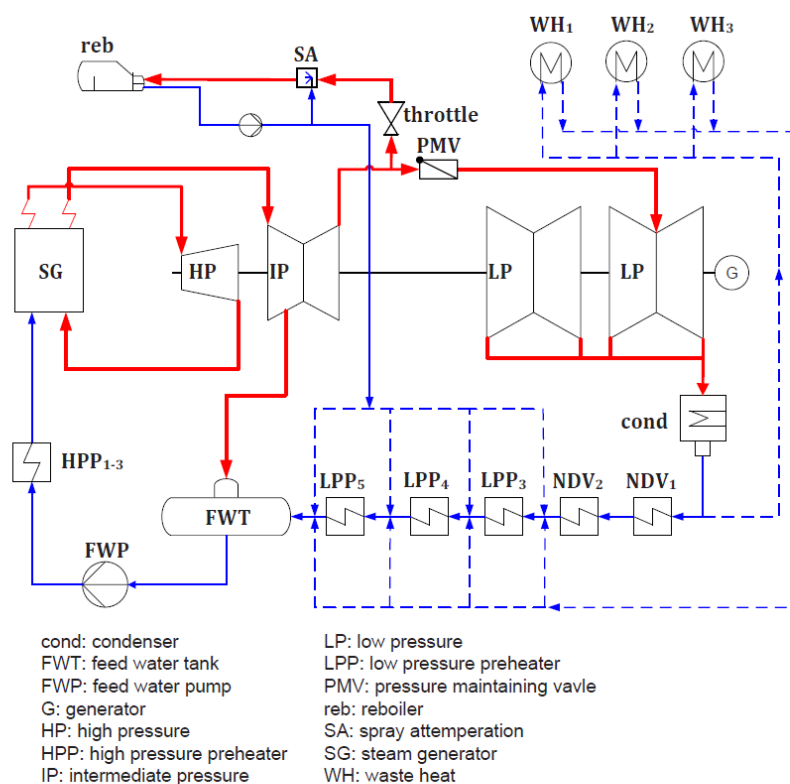 WH1 WH2 WH3
reb
SA
throttle
PMV
SG
HP
IP
LP
LP
G
cond
HPP1-3
LPP5 LPP4 LPP3 NDV2 NDV1
FWT
FWP
cond: condenser
FWT: feed water tank
FWP: feed water pump
G: generator
HP: high pressure
HPP: high pressure preheater
IP: intermediate pressure
LP: low pressure
LPP: low pressure preheater
PMV: pressure maintaining vavle
reb: reboiler
SA: spray attemperation
SG: steam generator
WH: waste heat